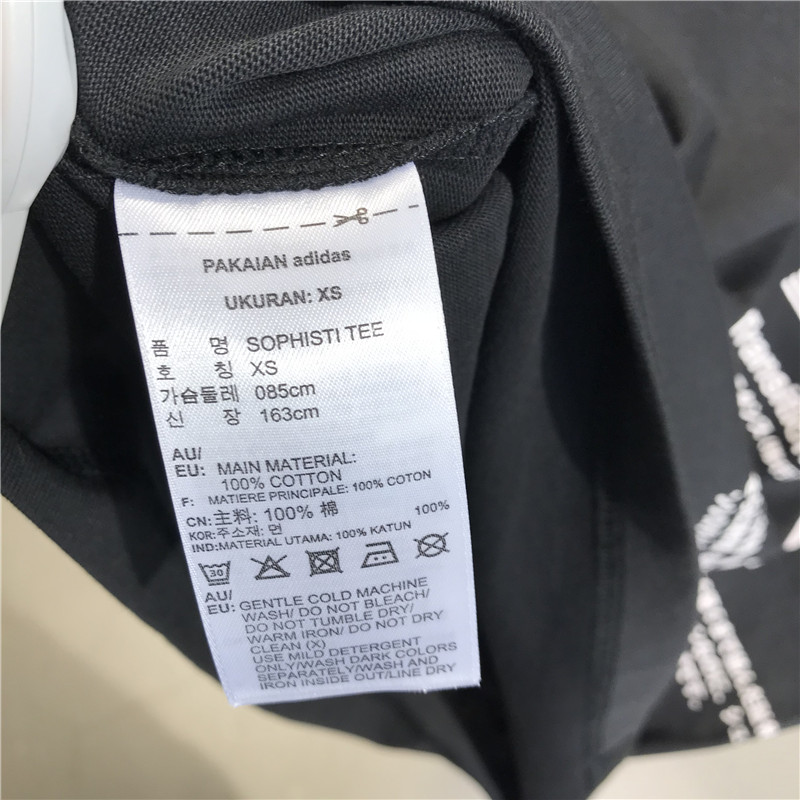 PAKAIAN adidas
UKURAN: XS
품 명 SOPHISTI TEE
호 칭 XS
가슴둘레 085cm
신 장 163cm
AU/
EU: MAIN MATERIAL:
100% COTTON
F: MATIERE PRINCIPALE: 100% COTON
CN: 主料: 100% 棉
KOR:주소재: 면 100%
IND:MATERIAL UTAMA: 100% KATUN
30
AU/
EU: GENTLE COLD MACHINE
WASH/ DO NOT BLEACH/
DO NOT TUMBLE DRY/
WARM IRON/ DO NOT DRY
CLEAN (X)
USE MILD DETERGENT
ONLY/WASH DARK COLORS
SEPARATELY/WASH AND
IRON INSIDE OUT/LINE DRY